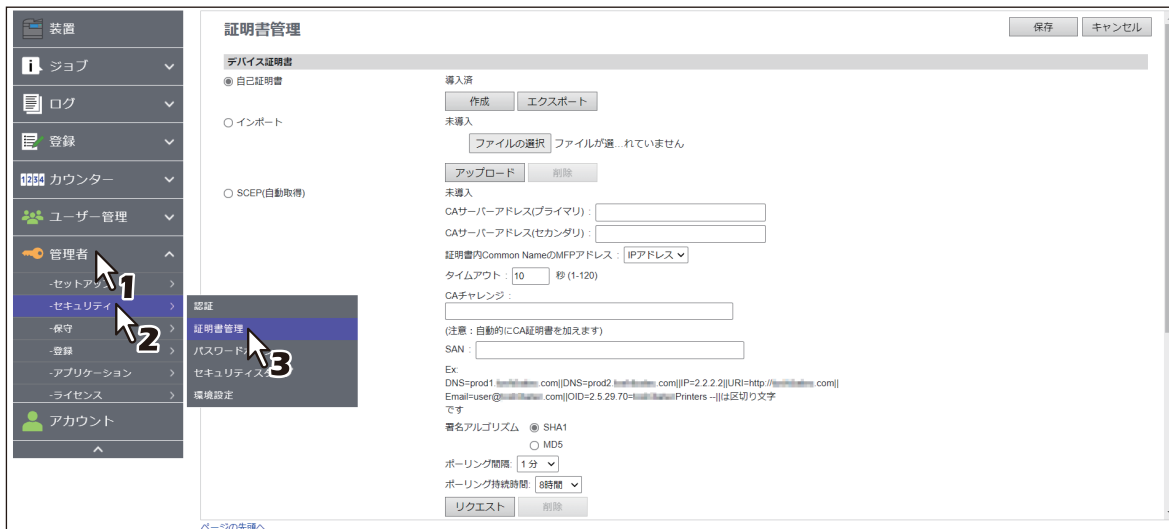 装置
ジョブ
ログ
登録
1234 カウンター
ユーザー管理
管理者
-セットアップ
-セキュリティ
-保守
-登録
-アプリケーション
-ライセンス
アカウント
1
2
3
認証
証明書管理
パスワード
セキュリティス
環境設定
証明書管理
保存 キャンセル
デバイス証明書
自己証明書 導入済
作成 エクスポート
インポート 未導入
ファイルの選択 ファイルが選...れていません
アップロード 削除
SCEP(自動取得) 未導入
CAサーバーアドレス(プライマリ) :
CAサーバーアドレス(セカンダリ) :
証明書内Common NameのMFPアドレス : IPアドレス
タイムアウト : 10 秒 (1-120)
CAチャレンジ :
(注意：自動的にCA証明書を加えます)
SAN :
Ex:
DNS=prod1. .com||DNS=prod2. .com||IP=2.2.2.2||URI=http:// .com||
Email=user@ .com||OID=2.5.29.70= Printers --||は区切り文字
です
署名アルゴリズム SHA1
MD5
ポーリング間隔: 1分
ポーリング持続時間: 8時間
リクエスト 削除
ページの先頭へ